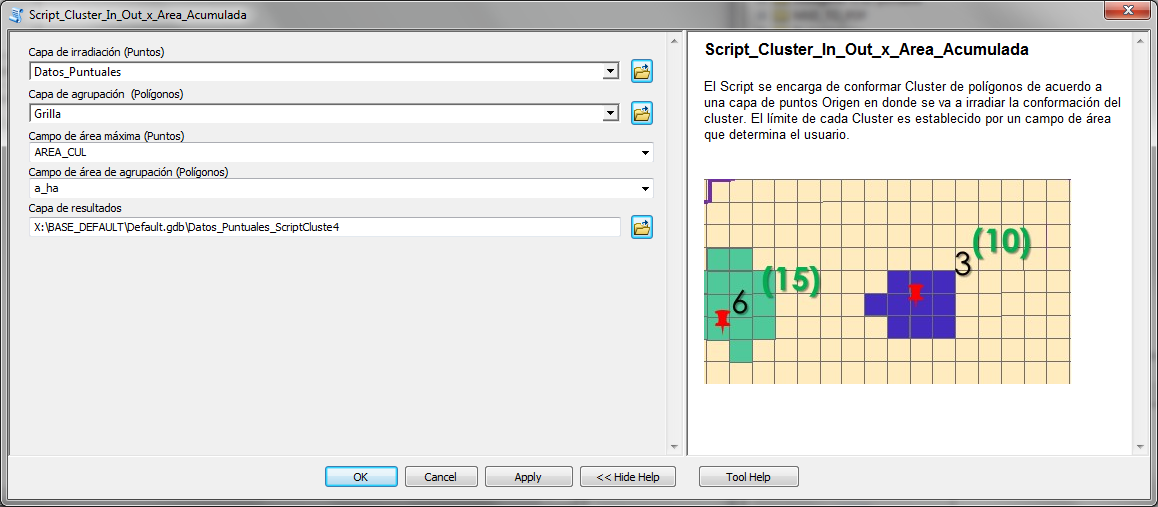 Script_Cluster_In_Out_x_Area_Acumulada
Capa de irradiación (Puntos)
Datos_Puntuales
Capa de agrupación (Polígonos)
Grilla
Campo de área máxima (Puntos)
AREA_CUL
Campo de área de agrupación (Polígonos)
a_ha
Capa de resultados
X:\BASE_DEFAULT\Default.gdb\Datos_Puntuales_ScriptCluste4
Script_Cluster_In_Out_x_Area_Acumulada
El Script se encarga de conformar Cluster de polígonos de acuerdo a
una capa de puntos Origen en donde se va a irradiar la conformación del
cluster. El límite de cada Cluster es establecido por un campo de área
que determina el usuario.
(10)
3
(15)
6
OK
Cancel
Apply
<< Hide Help
Tool Help